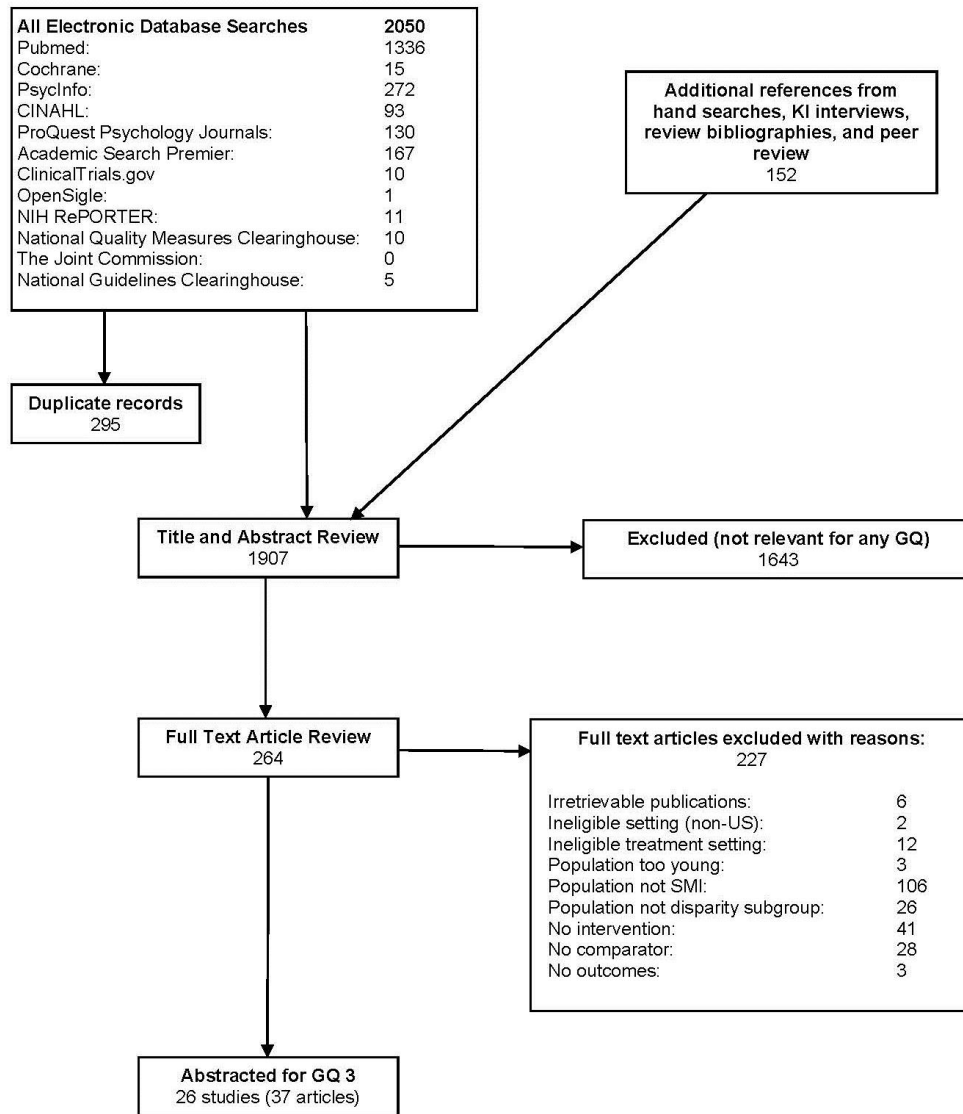 All Electronic Database Searches 2050
Pubmed: 1336
Cochrane: 15
PsycInfo: 272
CINAHL: 93
ProQuest Psychology Journals: 130
Academic Search Premier: 167
ClinicalTrials.gov 10
OpenSigle: 1
NIH RePORTER: 11
National Quality Measures Clearinghouse: 10
The Joint Commission: 0
National Guidelines Clearinghouse: 5
Additional references from
hand searches, KI interviews,
review bibliographies, and peer
review
152
Duplicate records
295
Title and Abstract Review
1907
Excluded (not relevant for any GQ)
1643
Full Text Article Review
264
Full text articles excluded with reasons:
227
Irretrievable publications: 6
Ineligible setting (non-US): 2
Ineligible treatment setting: 12
Population too young: 3
Population not SMI: 106
Population not disparity subgroup: 26
No intervention: 41
No comparator: 28
No outcomes: 3
Abstracted for GQ 3
26 studies (37 articles)